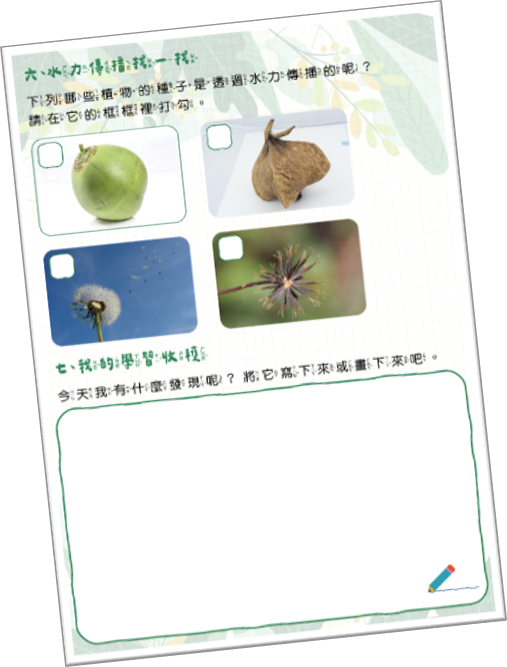 六、水力傳播找一找
下列哪些植物的種子是透過水力傳播的呢？
請在它的框框裡打勾。
七、我的學習收穫
今天我有什麼發現呢？ 將它寫下來或畫下來吧。